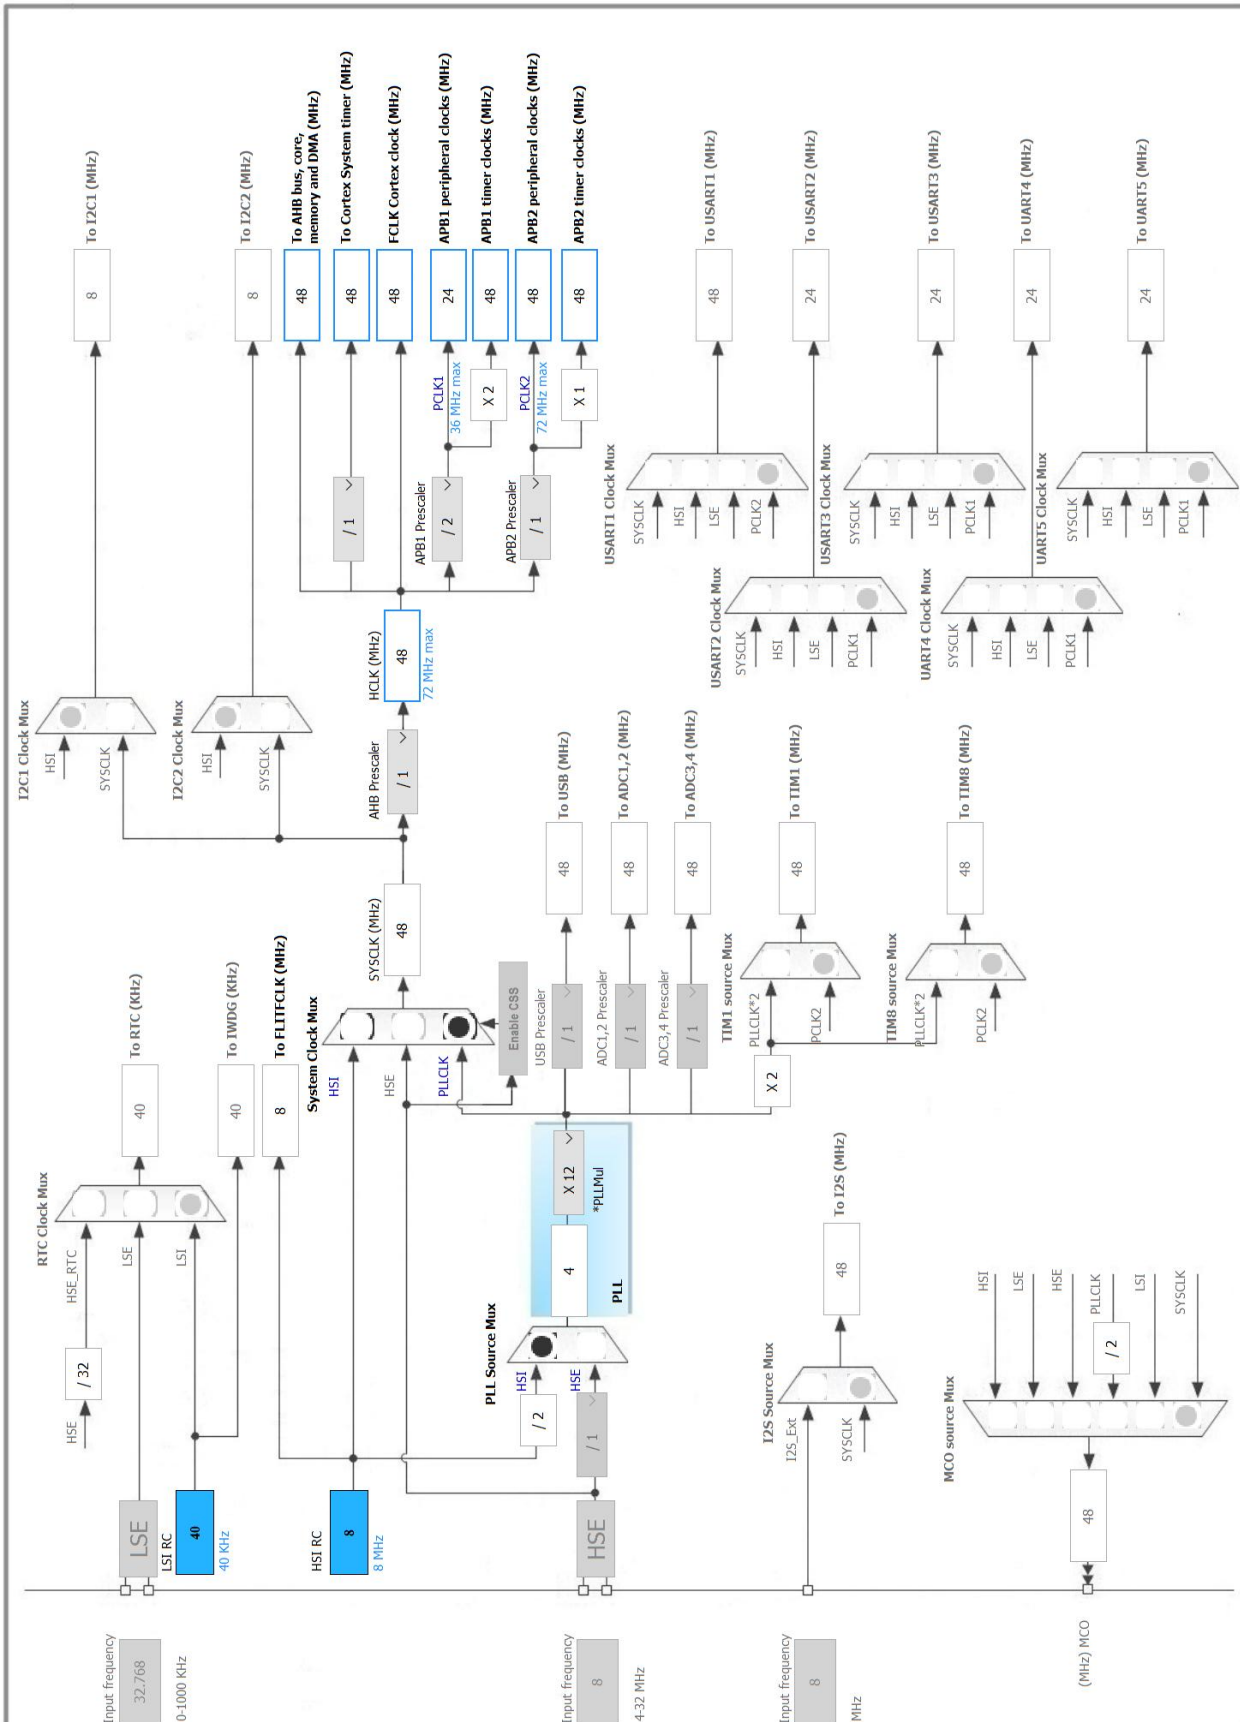 Input frequency
32.768
0-1000 KHz
LSE
LSI RC
40
40 KHz
HSE
/ 32
HSE_RTC
LSE
LSI
RTC Clock Mux
40
To RTC (KHz)
40
To IWDG (KHz)
8
To FLITFCLK (MHz)
HSI RC
8
8 MHz
Input frequency
8
4-32 MHz
HSE
/ 2
/ 1
HSI
HSE
PLL Source Mux
4
X 12
*PLLMul
PLL
System Clock Mux
HSI
HSE
PLLCLK
Enable CSS
SYSCLK (MHz)
48
AHB Prescaler
/ 1
HCLK (MHz)
48
72 MHz max
I2C1 Clock Mux
HSI
SYSCLK
8
To I2C1 (MHz)
I2C2 Clock Mux
HSI
SYSCLK
8
To I2C2 (MHz)
48
To AHB bus, core,
memory and DMA (MHz)
/ 1
48
To Cortex System timer (MHz)
48
FCLK Cortex clock (MHz)
APB1 Prescaler
/ 2
PCLK1
36 MHz max
24
APB1 peripheral clocks (MHz)
X 2
48
APB1 timer clocks (MHz)
APB2 Prescaler
/ 1
PCLK2
72 MHz max
48
APB2 peripheral clocks (MHz)
X 1
48
APB2 timer clocks (MHz)
USB Prescaler
/ 1
48
To USB (MHz)
ADC1,2 Prescaler
/ 1
48
To ADC1,2 (MHz)
ADC3,4 Prescaler
/ 1
48
To ADC3,4 (MHz)
X 2
TIM1 source Mux
PLLCLK*2
PCLK2
48
To TIM1 (MHz)
TIM8 source Mux
PLLCLK*2
PCLK2
48
To TIM8 (MHz)
USART1 Clock Mux
SYSCLK
HSI
LSE
PCLK2
48
To USART1 (MHz)
USART2 Clock Mux
SYSCLK
HSI
LSE
PCLK1
24
To USART2 (MHz)
USART3 Clock Mux
SYSCLK
HSI
LSE
PCLK1
24
To USART3 (MHz)
UART4 Clock Mux
SYSCLK
HSI
LSE
PCLK1
24
To UART4 (MHz)
UART5 Clock Mux
SYSCLK
HSI
LSE
PCLK1
24
To UART5 (MHz)
Input frequency
8
MHz
I2S Source Mux
I2S_Ext
SYSCLK
48
To I2S (MHz)
(MHz) MCO
48
MCO source Mux
HSI
LSE
HSE
PLLCLK
/ 2
LSI
SYSCLK